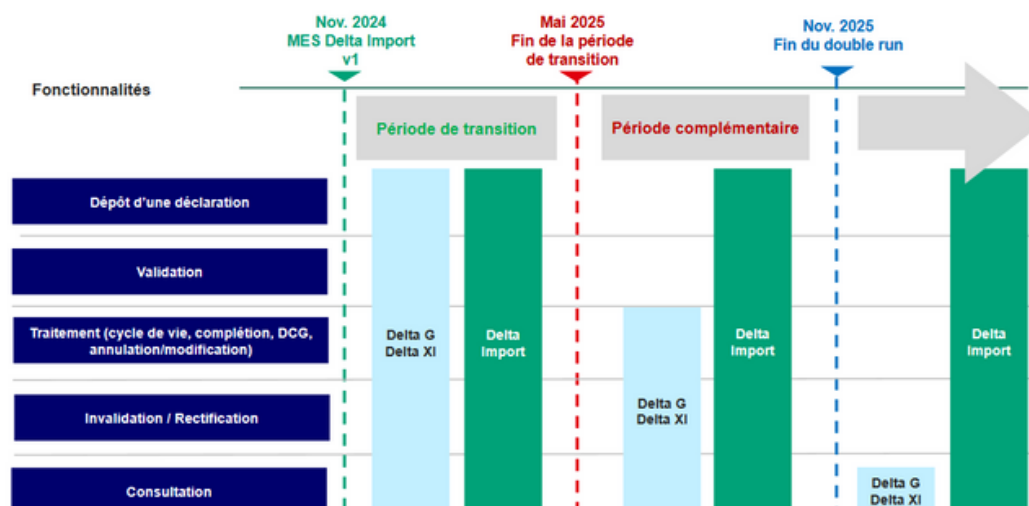 Nov. 2024
MES Delta Import
v1
Mai 2025
Fin de la période
de transition
Nov. 2025
Fin du double run
Fonctionnalités
Période de transition
Période complémentaire
Dépôt d'une déclaration
Validation
Traitement (cycle de vie, complétion, DCG,
annulation/modification)
Delta G
Delta XI
Delta
Import
Delta
Import
Delta
Import
Invalidation / Rectification
Delta G
Delta XI
Consultation
Delta G
Delta XI